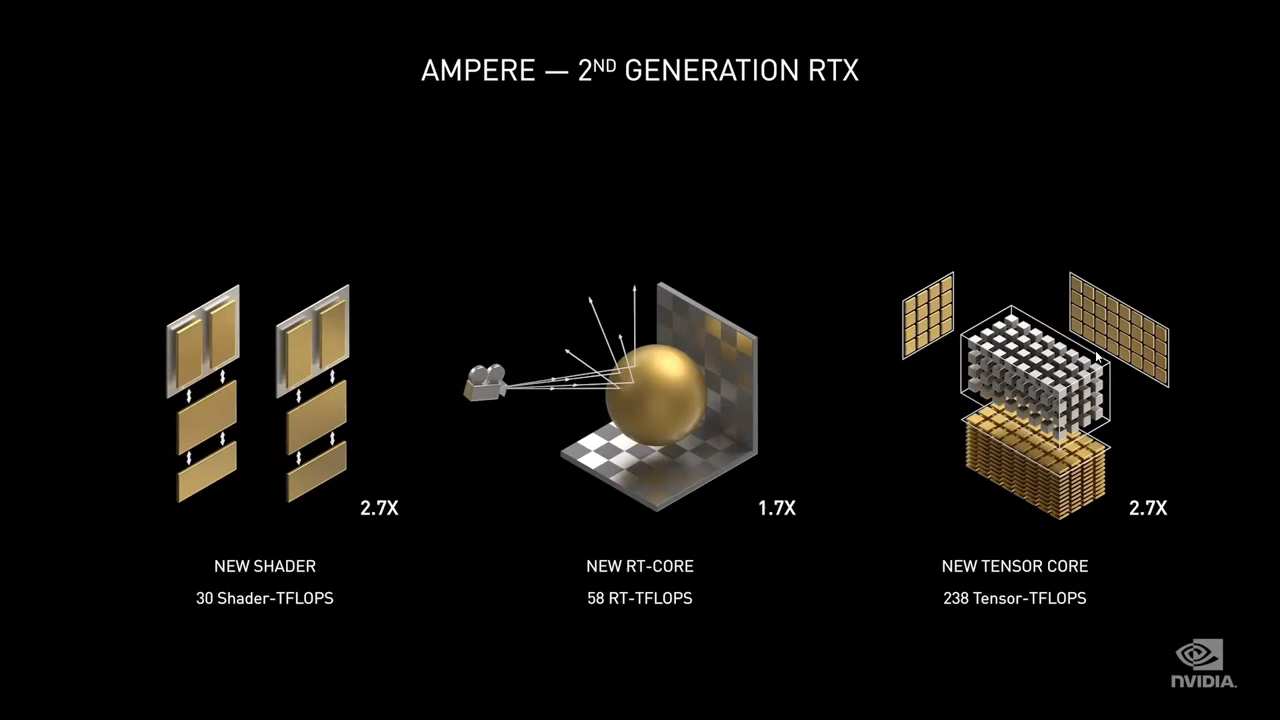 AMPERE — 2ND GENERATION RTX
2.7X
1.7X
2.7X
NEW SHADER
30 Shader-TFLOPS
NEW RT-CORE
58 RT-TFLOPS
NEW TENSOR CORE
238 Tensor-TFLOPS
NVIDIA.